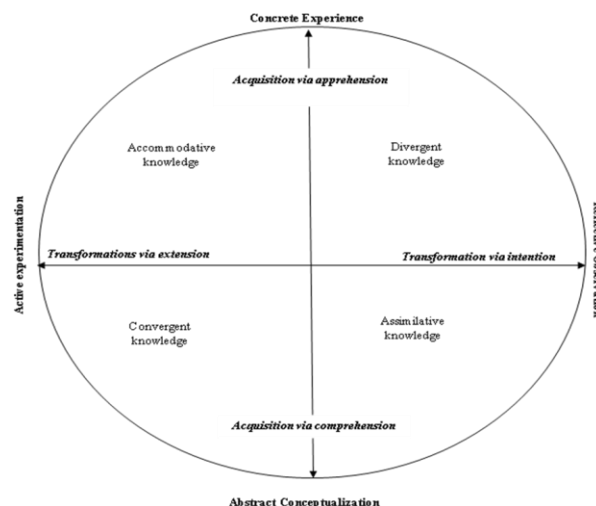 Concrete Experience
Acquisition via apprehension
Accommodative
knowledge
Divergent
knowledge
Active experimentation
Transformations via extension
Transformation via intention
Convergent
knowledge
Assimilative
knowledge
Acquisition via comprehension
Abstract Conceptualization